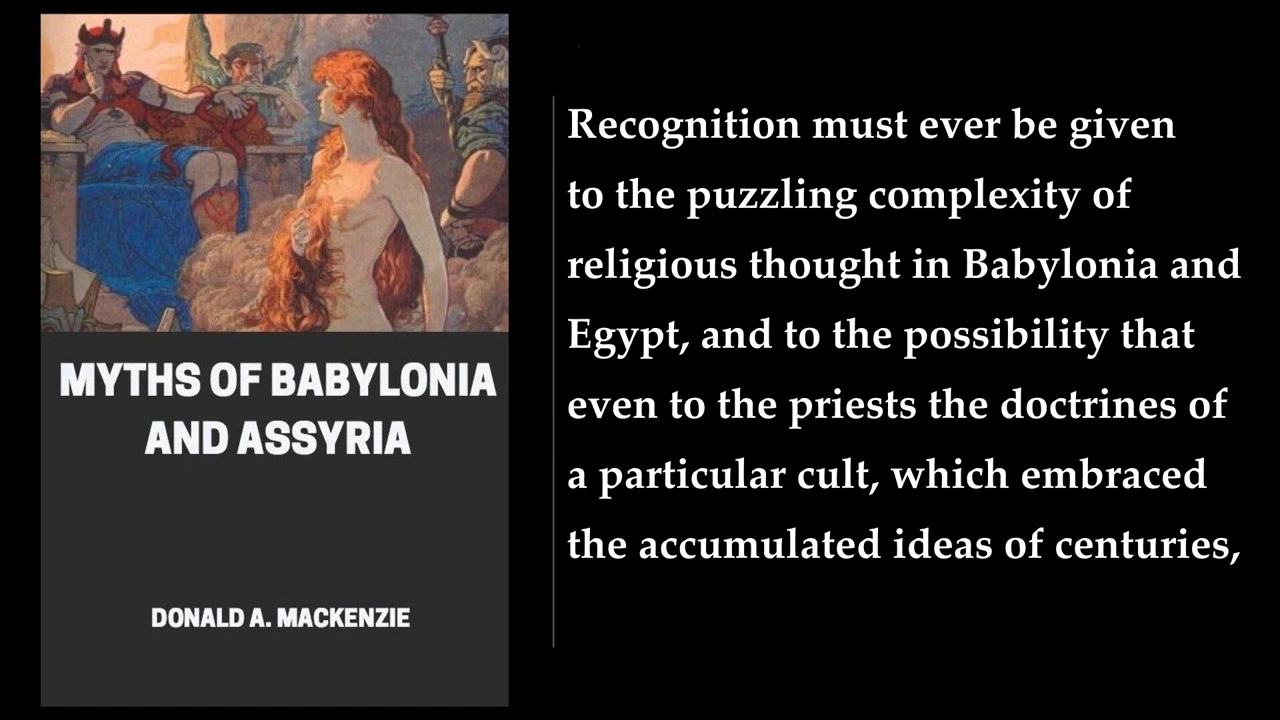 MYTHS OF BABYLONIA
AND ASSYRIA
DONALD A. MACKENZIE
Recognition must ever be given
to the puzzling complexity of
religious thought in Babylonia and
Egypt, and to the possibility that
even to the priests the doctrines of
a particular cult, which embraced
the accumulated ideas of centuries,